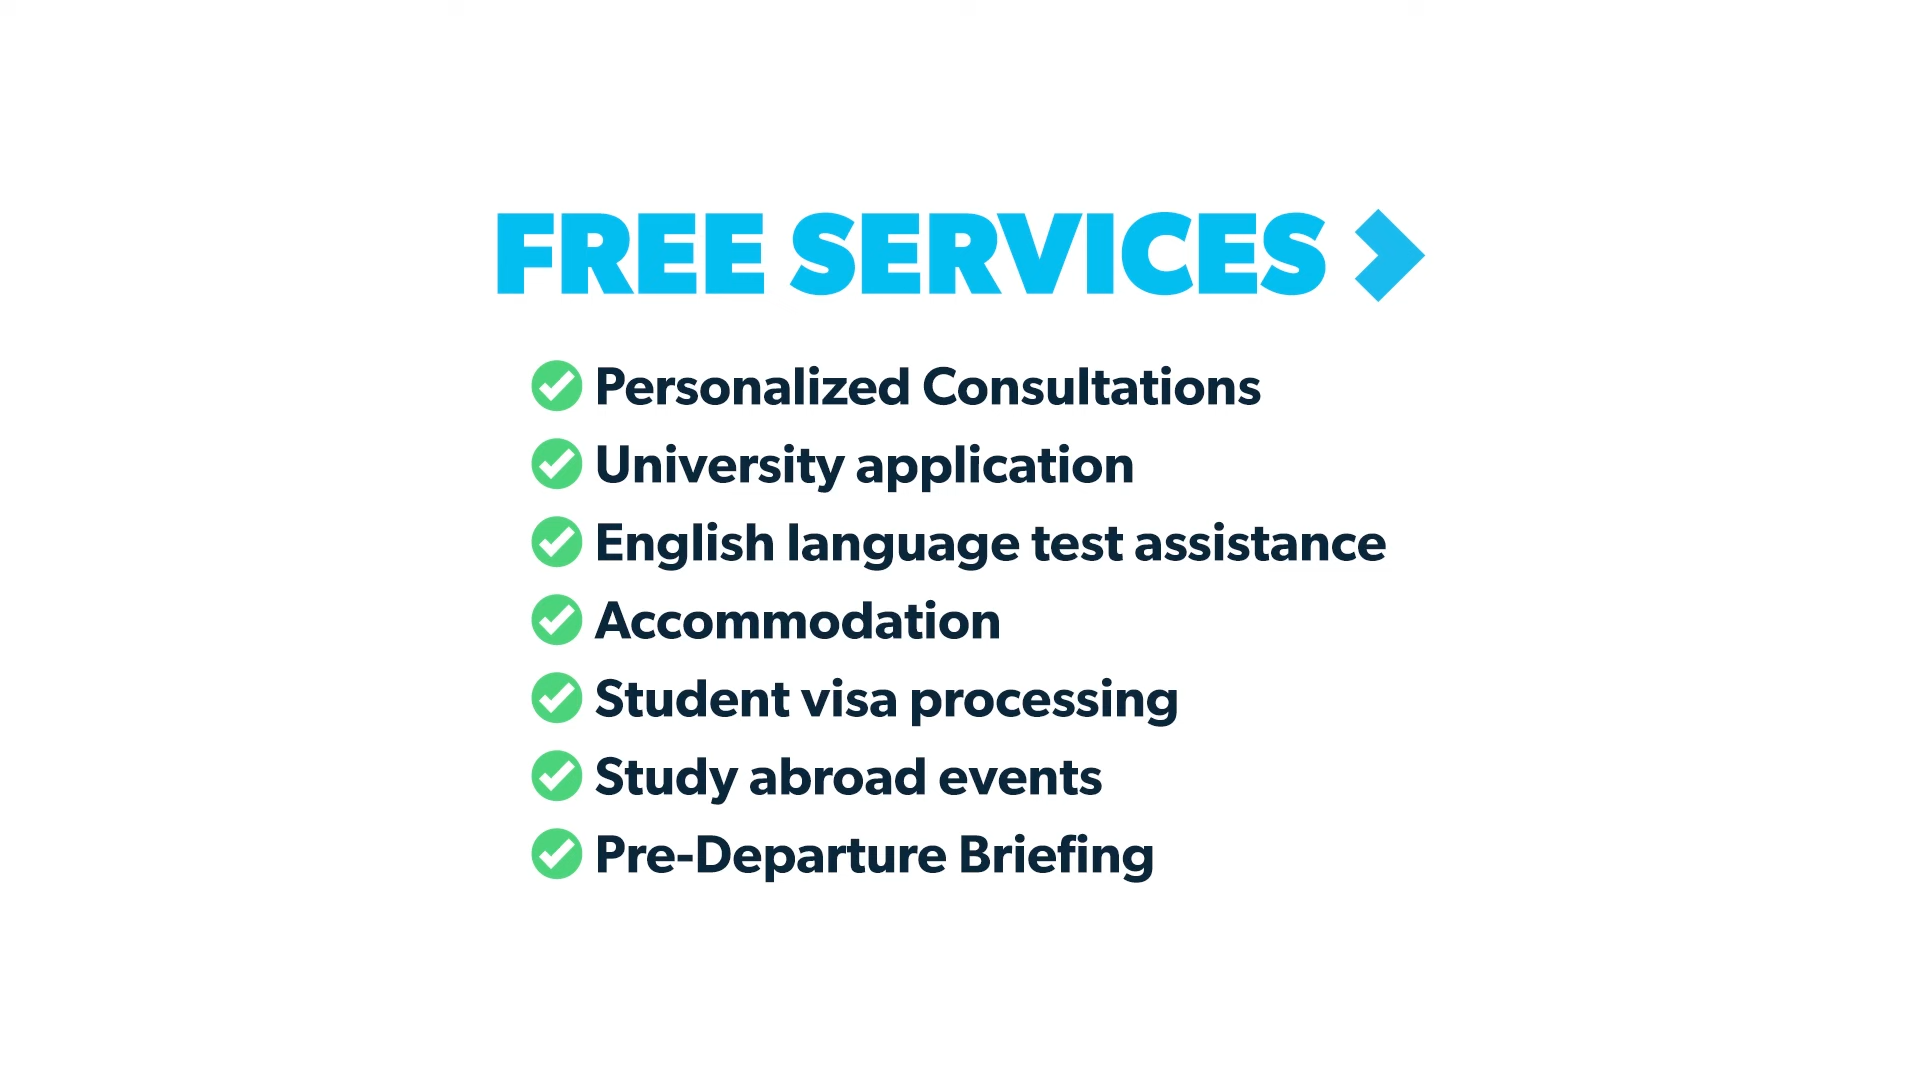 FREE SERVICES
Personalized Consultations
University application
English language test assistance
Accommodation
Student visa processing
Study abroad events
Pre-Departure Briefing